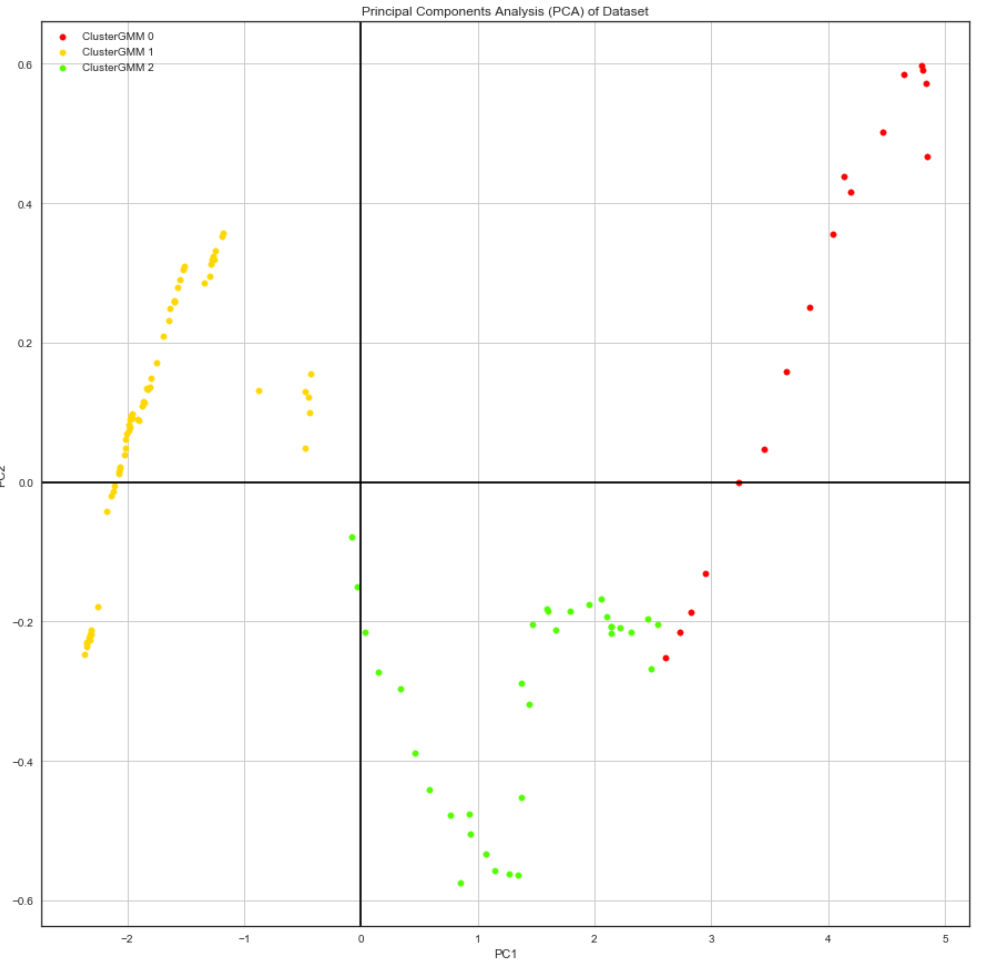 Principal Components Analysis (PCA) of Dataset
ClusterGMM 0
ClusterGMM 1
ClusterGMM 2
0.6
0.4
0.2
0.0
−0.2
−0.4
−0.6
PC2
−2
−1
0
1
2
3
4
5
PC1